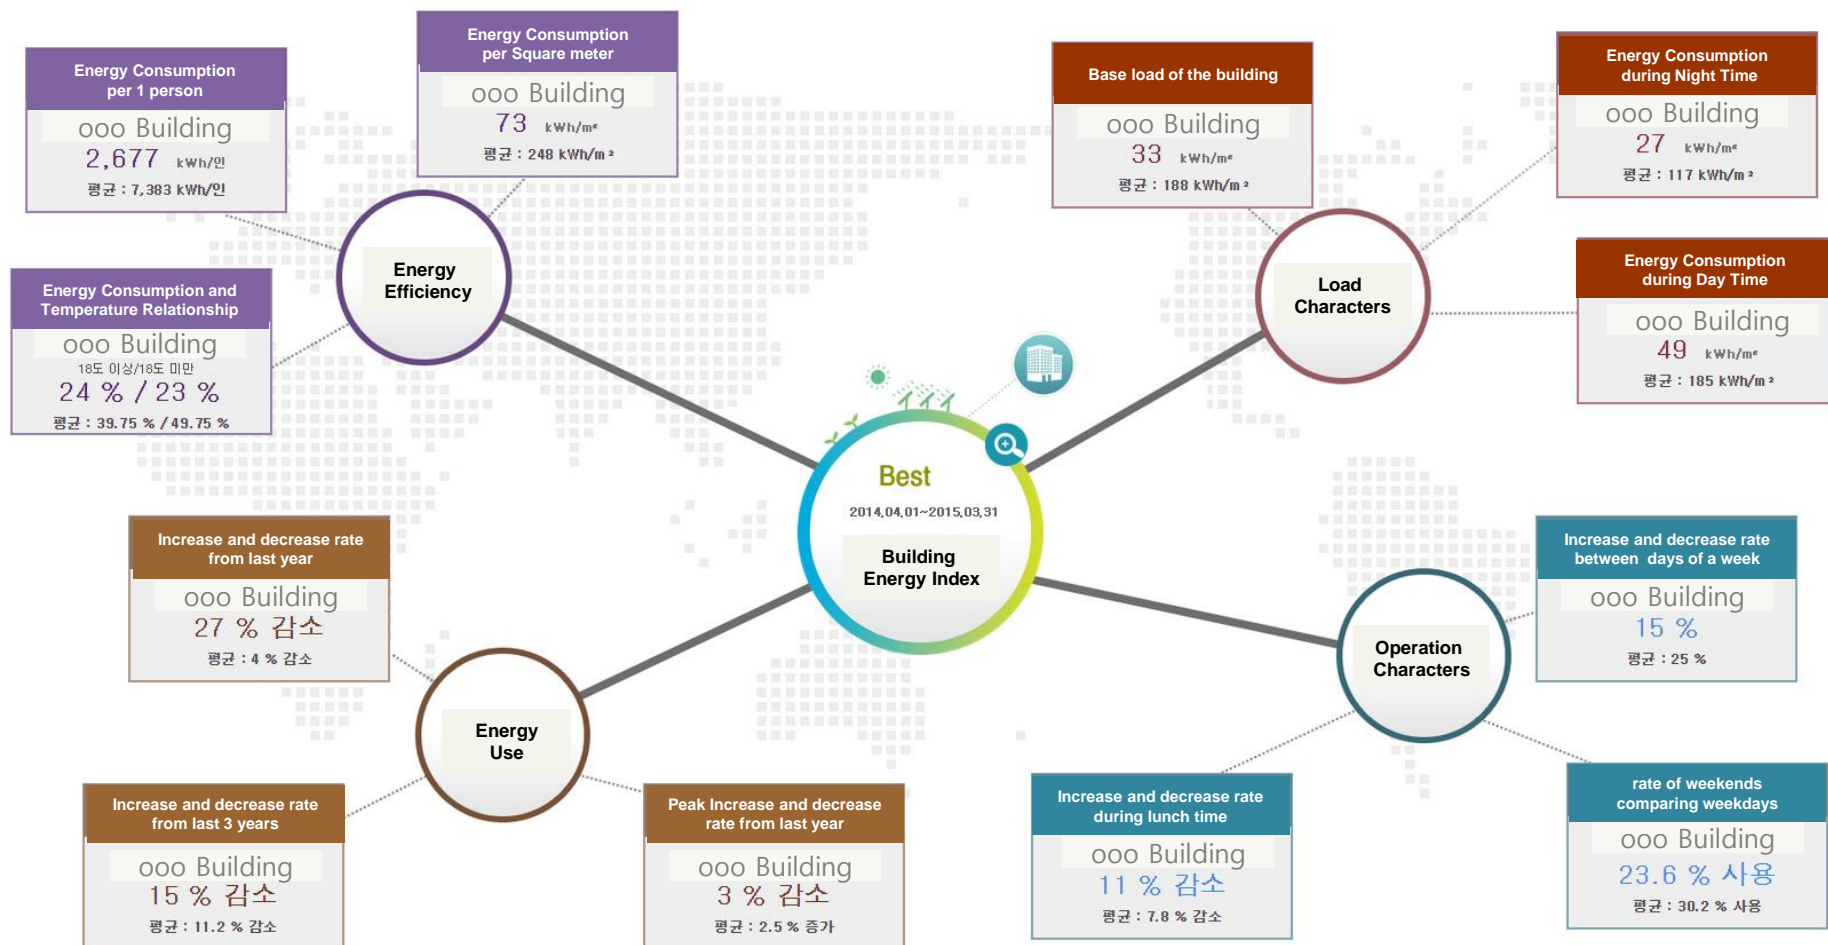 Energy Consumption
per 1 person
ooo Building
2,677 kWh/인
평균 : 7,383 kWh/인
Energy Consumption
per Square meter
ooo Building
73 kWh/m²
평균 : 248 kWh/m²
Energy Consumption and
Temperature Relationship
ooo Building
18도 이상/18도 미만
24 % / 23 %
평균 : 39.75 % / 49.75 %
Energy
Efficiency
Base load of the building
ooo Building
33 kWh/m²
평균 : 188 kWh/m²
Energy Consumption
during Night Time
ooo Building
27 kWh/m²
평균 : 117 kWh/m²
Energy Consumption
during Day Time
ooo Building
49 kWh/m²
평균 : 185 kWh/m²
Load
Characters
Best
2014.04.01~2015.03.31
Building
Energy Index
Increase and decrease rate
from last year
ooo Building
27 % 감소
평균 : 4 % 감소
Energy
Use
Increase and decrease rate
from last 3 years
ooo Building
15 % 감소
평균 : 11.2 % 감소
Peak Increase and decrease
rate from last year
ooo Building
3 % 감소
평균 : 2.5 % 증가
Increase and decrease rate
between days of a week
ooo Building
15 %
평균 : 25 %
Operation
Characters
Increase and decrease rate
during lunch time
ooo Building
11 % 감소
평균 : 7.8 % 감소
rate of weekends
comparing weekdays
ooo Building
23.6 % 사용
평균 : 30.2 % 사용